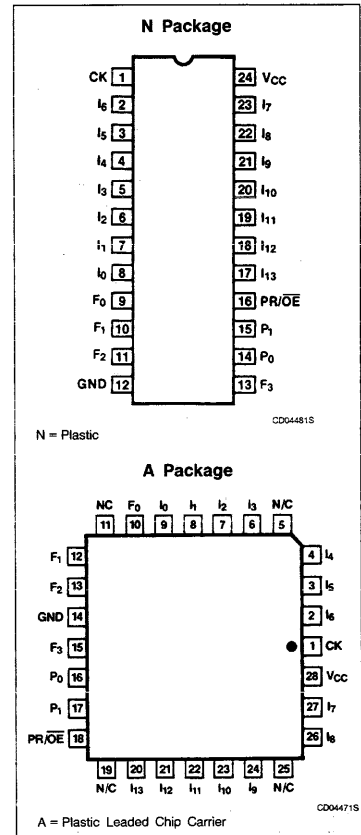 N Package
CK 1 24 VCC
I6 2 23 I7
I5 3 22 I8
I4 4 21 I9
I3 5 20 I10
I2 6 19 I11
I1 7 18 I12
I0 8 17 I13
F0 9 16 PR/OE
F1 10 15 P1
F2 11 14 P0
GND 12 13 F3
CD04481S
N = Plastic
A Package
NC F0 I0 I1 I2 I3 N/C
11 10 9 8 7 6 5
F1 12 4 I4
F2 13 3 I5
GND 14 2 I6
F3 15 1 CK
P0 16 28 VCC
P1 17 27 I7
PR/OE 18 26 I8
19 20 21 22 23 24 25
N/C I13 I12 I11 I10 I9 N/C
CD04471S
A = Plastic Leaded Chip Carrier